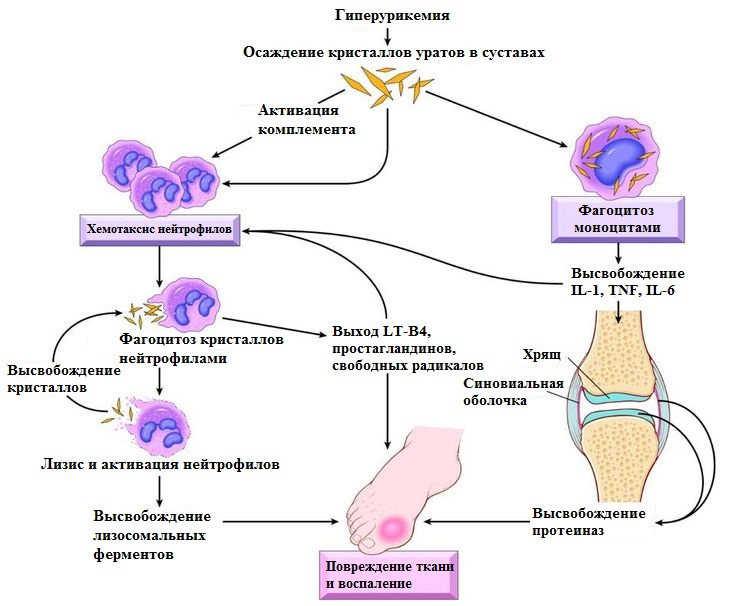 Гиперурикемия
Осаждение кристаллов уратов в суставах
Активация
комплемента
Хемотаксис нейтрофилов
Фагоцитоз
моноцитами
Высвобождение
IL-1, TNF, IL-6
Фагоцитоз кристаллов
нейтрофилами
Выход LT-B4,
простагландинов,
свободных радикалов
Высвобождение
кристаллов
Хрящ
Синовиальная
оболочка
Лизис и активация нейтрофилов
Высвобождение
лизосомальных
ферментов
Высвобождение
протеиназ
Повреждение ткани
и воспаление